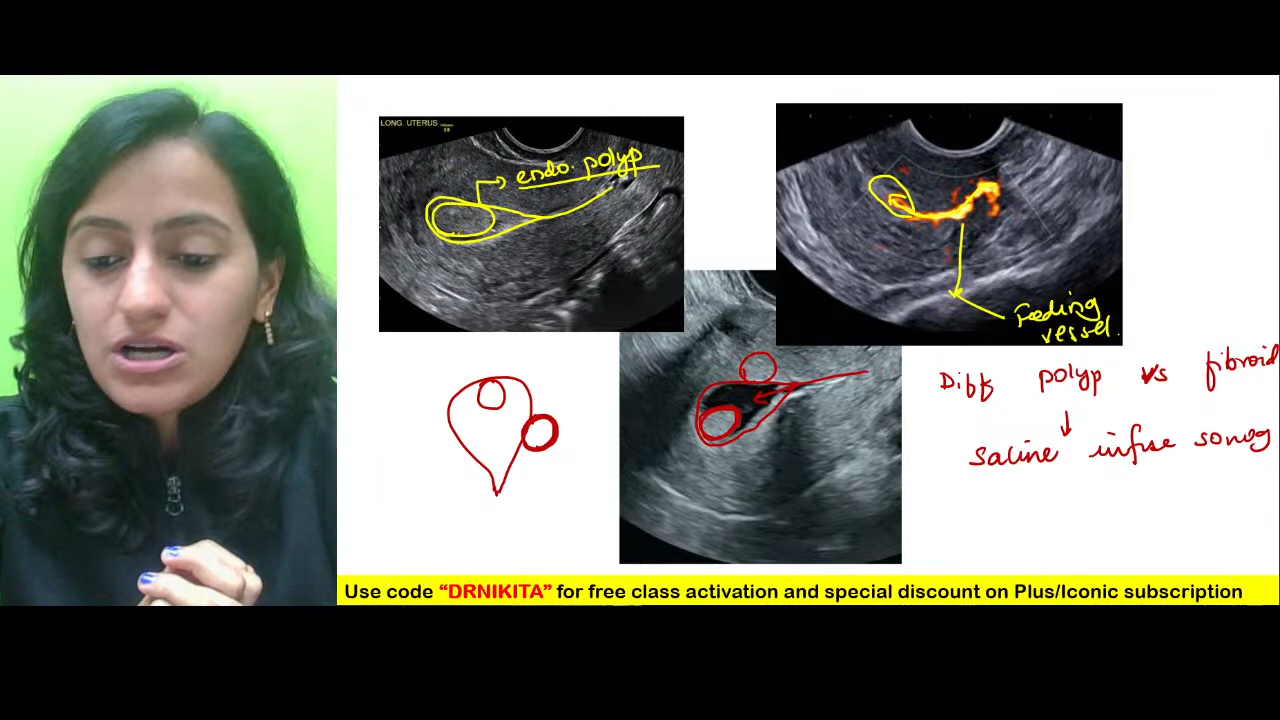 LONG. UTERUS
endo. polyp
Feeding
vessel.
Diff polyp vs fibroid
saline infuse sonog
Use code “DRNIKITA” for free class activation and special discount on Plus/Iconic subscription